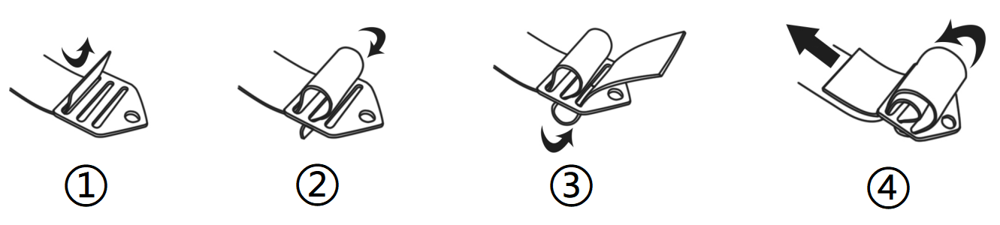 ① ② ③ ④